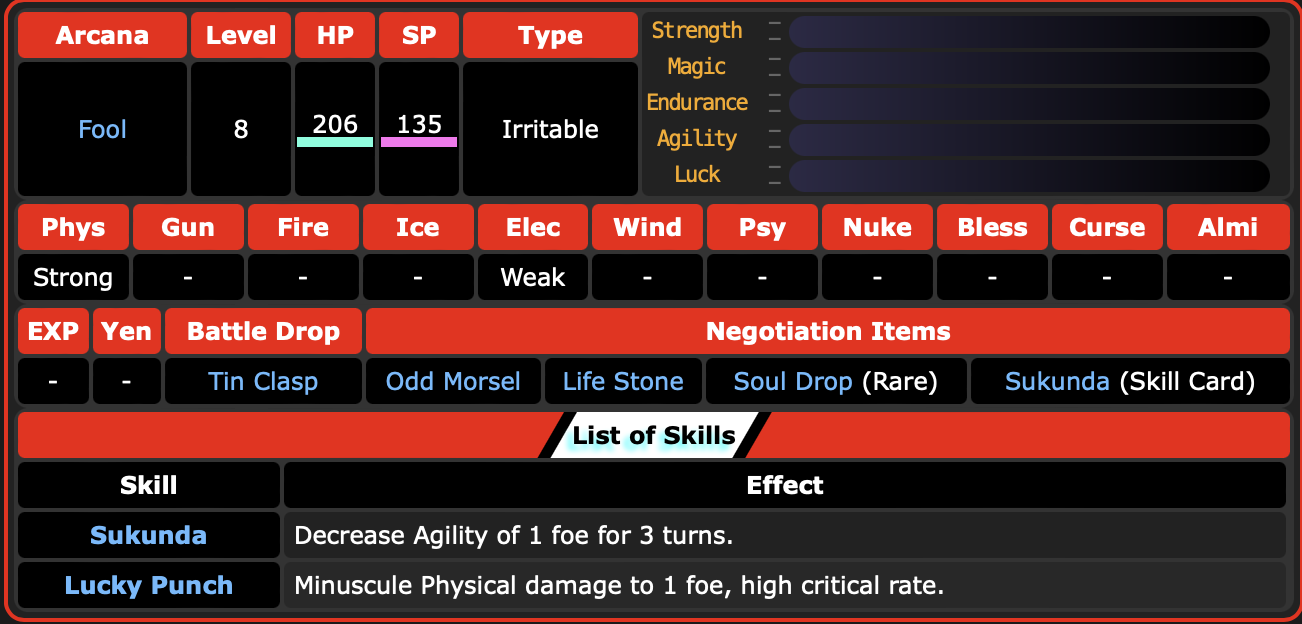 Arcana Level HP SP Type
Fool 8 206 135 Irritable
Strength –
Magic –
Endurance –
Agility –
Luck –
Phys Gun Fire Ice Elec Wind Psy Nuke Bless Curse Almi
Strong - - - Weak - - - - - -
EXP Yen Battle Drop Negotiation Items
- - Tin Clasp Odd Morsel Life Stone Soul Drop (Rare) Sukunda (Skill Card)
List of Skills
Skill Effect
Sukunda Decrease Agility of 1 foe for 3 turns.
Lucky Punch Minuscule Physical damage to 1 foe, high critical rate.